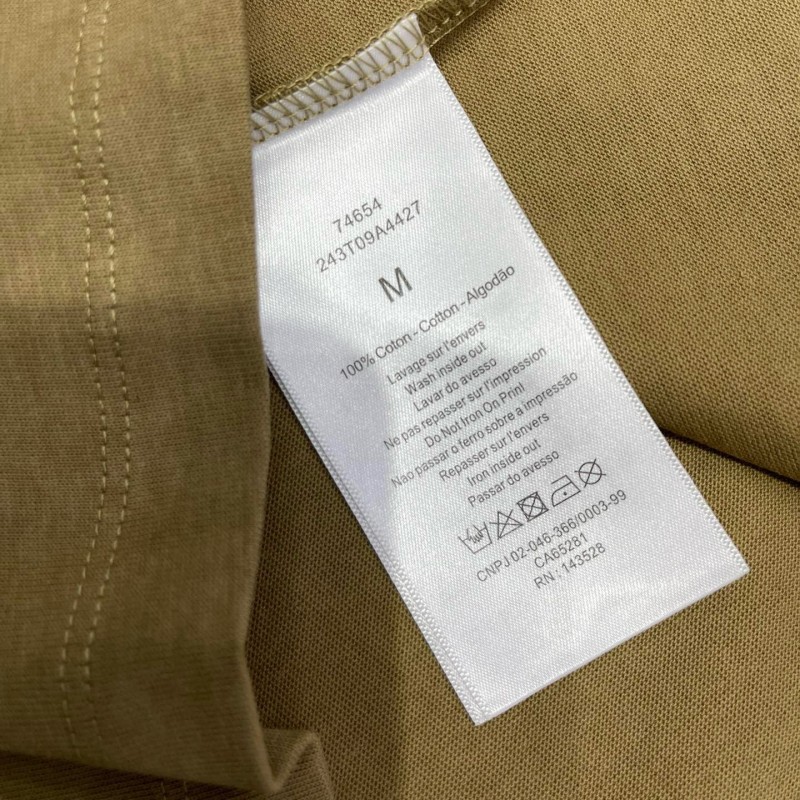 74654
243T09A4427
M
100% Coton - Cotton - Algodão
Lavage sur l'envers
Wash inside out
Lavar do avesso
Ne pas repasser sur l'impression
Do Not Iron On Print
Nao passar o ferro sobre a impressão
Repasser sur l'envers
Iron inside out
Passar do avesso
CNPJ 02-046-366/0003-99
CA65281
RN : 143528